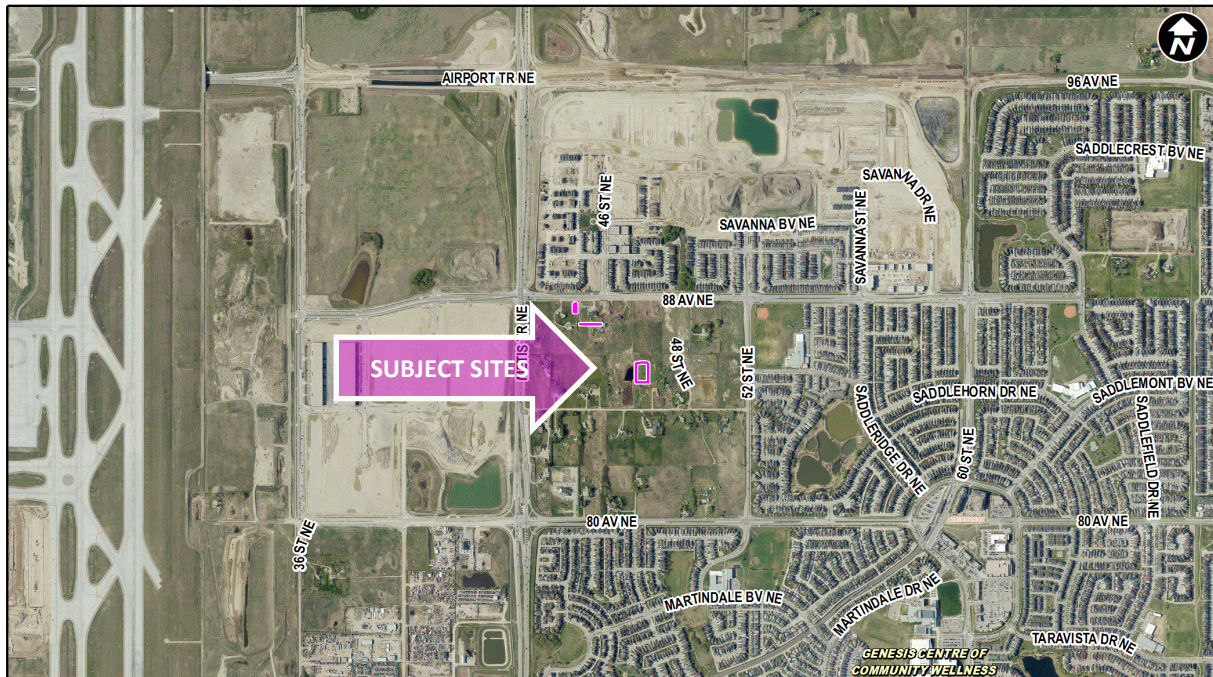 N
AIRPORT TR NE
96 AV NE
SADDLECREST BV NE
SAVANNA DR NE
46 ST NE
SAVANNA BV NE
SAVANNA ST NE
88 AV NE
SUBJECT SITES
METIS TR NE
48 ST NE
52 ST NE
SADDLEHORN DR NE
SADDLEMONT BV NE
SADDLERIDGE DR NE
60 ST NE
SADDLEFIELD DR NE
36 ST NE
80 AV NE
80 AV NE
MARTINDALE BV NE
MARTINDALE DR NE
TARAVISTA DR NE
GENESIS CENTRE OF
COMMUNITY WELLNESS